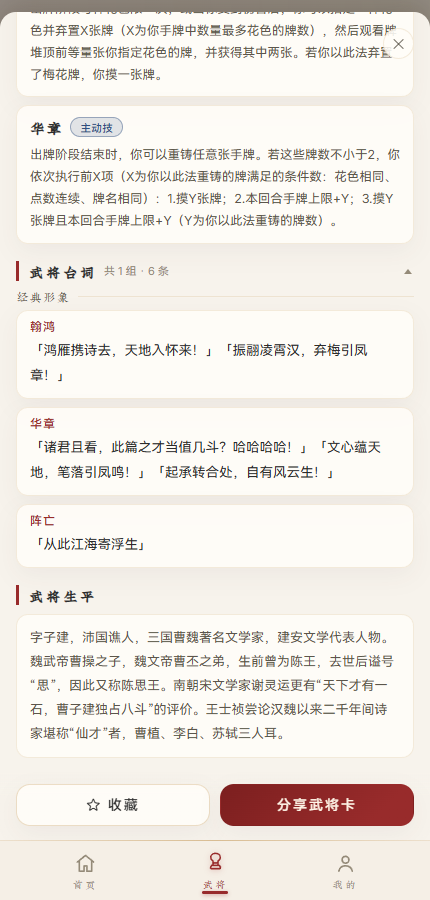 色并弃置X张牌（X为你手牌中数量最多花色的牌数），然后观看牌
堆顶前等量张你指定花色的牌，并获得其中两张。若你以此法弃置
了梅花牌，你摸一张牌。
华章 主动技
出牌阶段结束时，你可以重铸任意张手牌。若这些牌数不小于2，你
依次执行前X项（X为你以此法重铸的牌满足的条件数：花色相同、
点数连续、牌名相同）：1.摸Y张牌；2.本回合手牌上限+Y；3.摸Y
张牌且本回合手牌上限+Y（Y为你以此法重铸的牌数）。
武将台词 共1组 · 6条
经典形象
翰鸿
「鸿雁携诗去，天地入怀来！」「振翮凌霄汉，弃梅引凤
章！」
华章
「诸君且看，此篇之才当值几斗？哈哈哈哈！」「文心蕴天
地，笔落引凤鸣！」「起承转合处，自有风云生！」
阵亡
「从此江海寄浮生」
武将生平
字子建，沛国谯人，三国曹魏著名文学家，建安文学代表人物。
魏武帝曹操之子，魏文帝曹丕之弟，生前曾为陈王，去世后谥号
“思”，因此又称陈思王。南朝宋文学家谢灵运更有“天下才有一
石，曹子建独占八斗”的评价。王士祯尝论汉魏以来二千年间诗
家堪称“仙才”者，曹植、李白、苏轼三人耳。
收藏
分享武将卡
首页
武将
我的